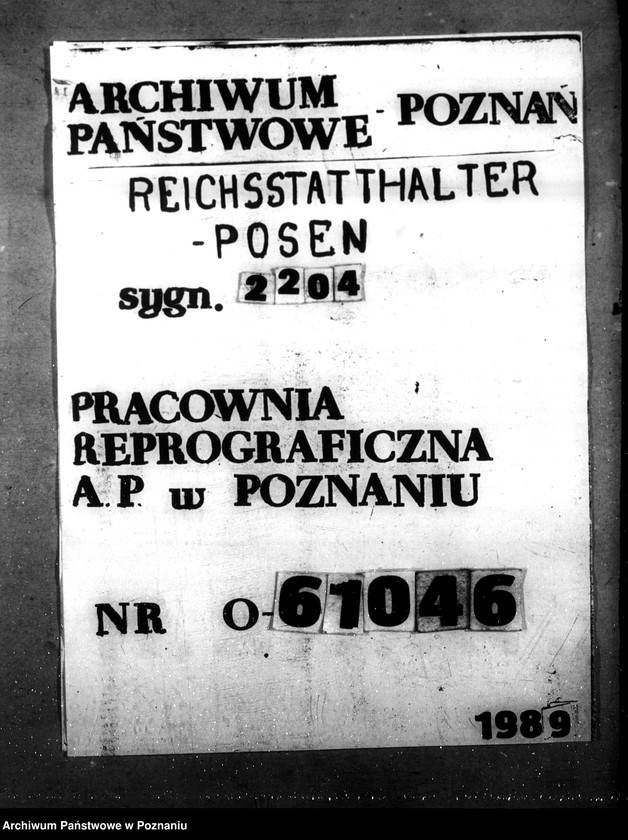 ARCHIWUM
PAŃSTWOWE - POZNAŃ
REICHSSTATTHALTER
-POSEN
sygn. 2204
PRACOWNIA
REPROGRAFICZNA
A.P. w POZNANIU
NR O-61046
1989
Archiwum Państwowe w Poznaniu